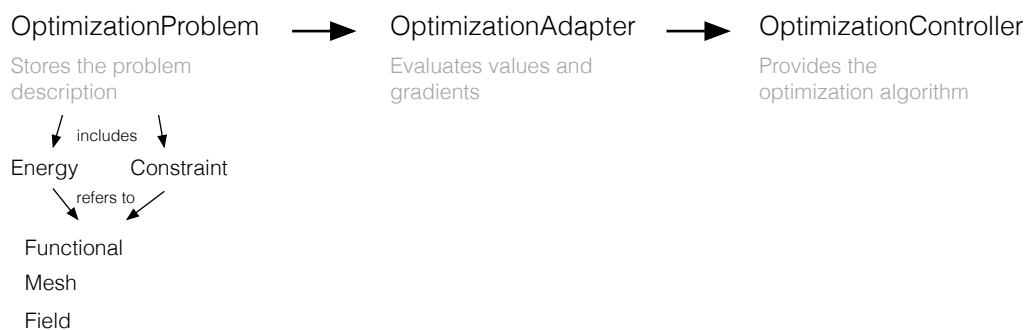 OptimizationProblem
OptimizationAdapter
OptimizationController
Stores the problem
description
Evaluates values and
gradients
Provides the
optimization algorithm
includes
Energy
Constraint
refers to
Functional
Mesh
Field